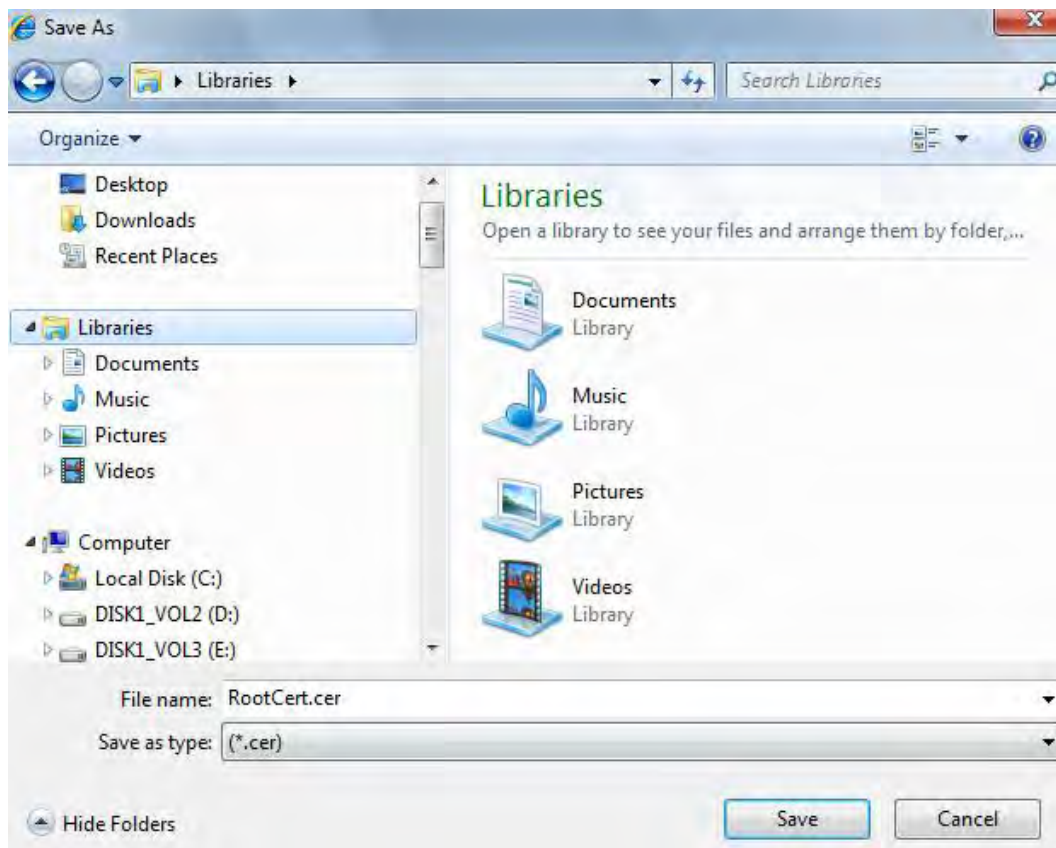 Save As
Libraries
Search Libraries
Organize
Desktop
Downloads
Recent Places
Libraries
Documents
Music
Pictures
Videos
Computer
Local Disk (C:)
DISK1_VOL2 (D:)
DISK1_VOL3 (E:)
Libraries
Open a library to see your files and arrange them by folder,...
Documents
Library
Music
Library
Pictures
Library
Videos
Library
File name: RootCert.cer
Save as type: (*.cer)
Hide Folders
Save
Cancel